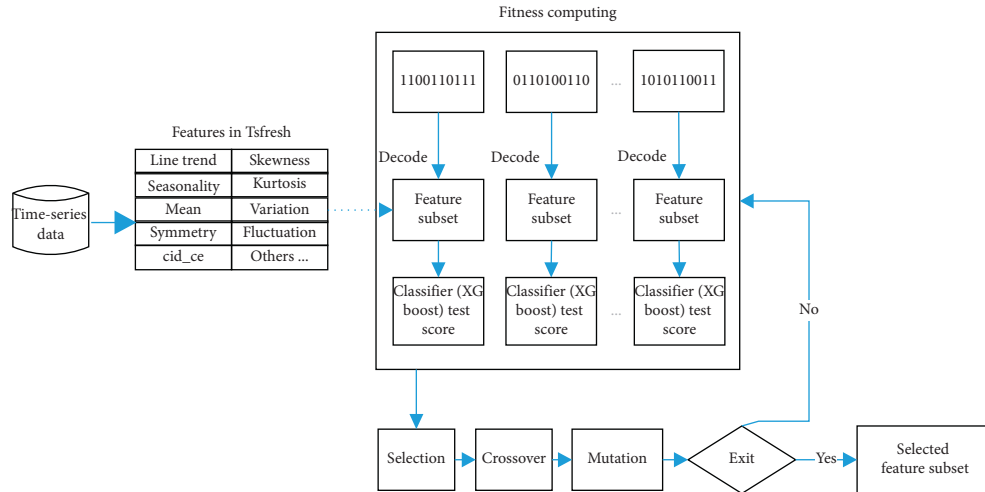 Fitness computing
1100110111
0110100110
...
1010110011
Features in Tsfresh
Decode
Decode
Decode
Line trend
Skewness
Seasonality
Kurtosis
Mean
Variation
Symmetry
Fluctuation
cid_ce
Others ...
Time-series
data
Feature
subset
Feature
subset
...
Feature
subset
Classifier (XG
boost) test
score
Classifier (XG
boost) test
score
...
Classifier (XG
boost) test
score
No
Selection
Crossover
Mutation
Exit
Yes
Selected
feature subset